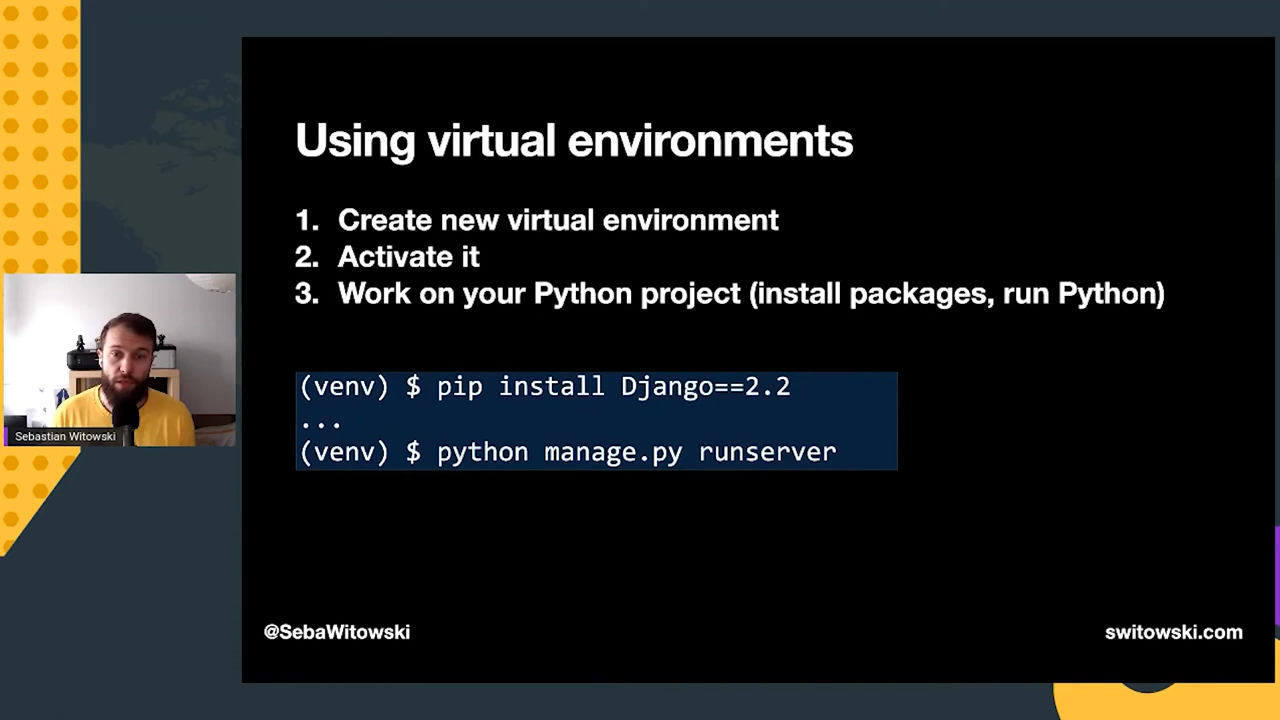 Using virtual environments
1. Create new virtual environment
2. Activate it
3. Work on your Python project (install packages, run Python)
(venv) $ pip install Django==2.2
...
(venv) $ python manage.py runserver
Sebastian Witowski
@SebaWitowski
switowski.com